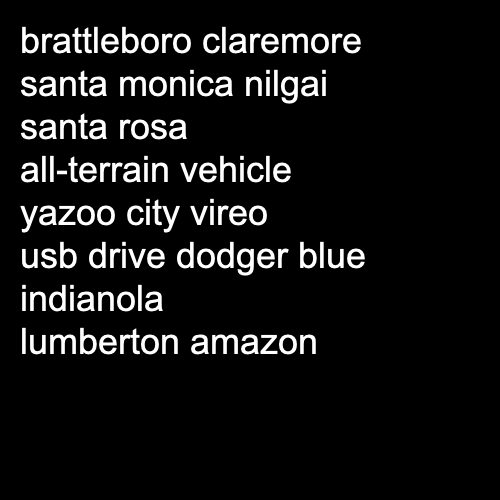 brattleboro claremore
santa monica nilgai
santa rosa
all-terrain vehicle
yazoo city vireo
usb drive dodger blue
indianola
lumberton amazon